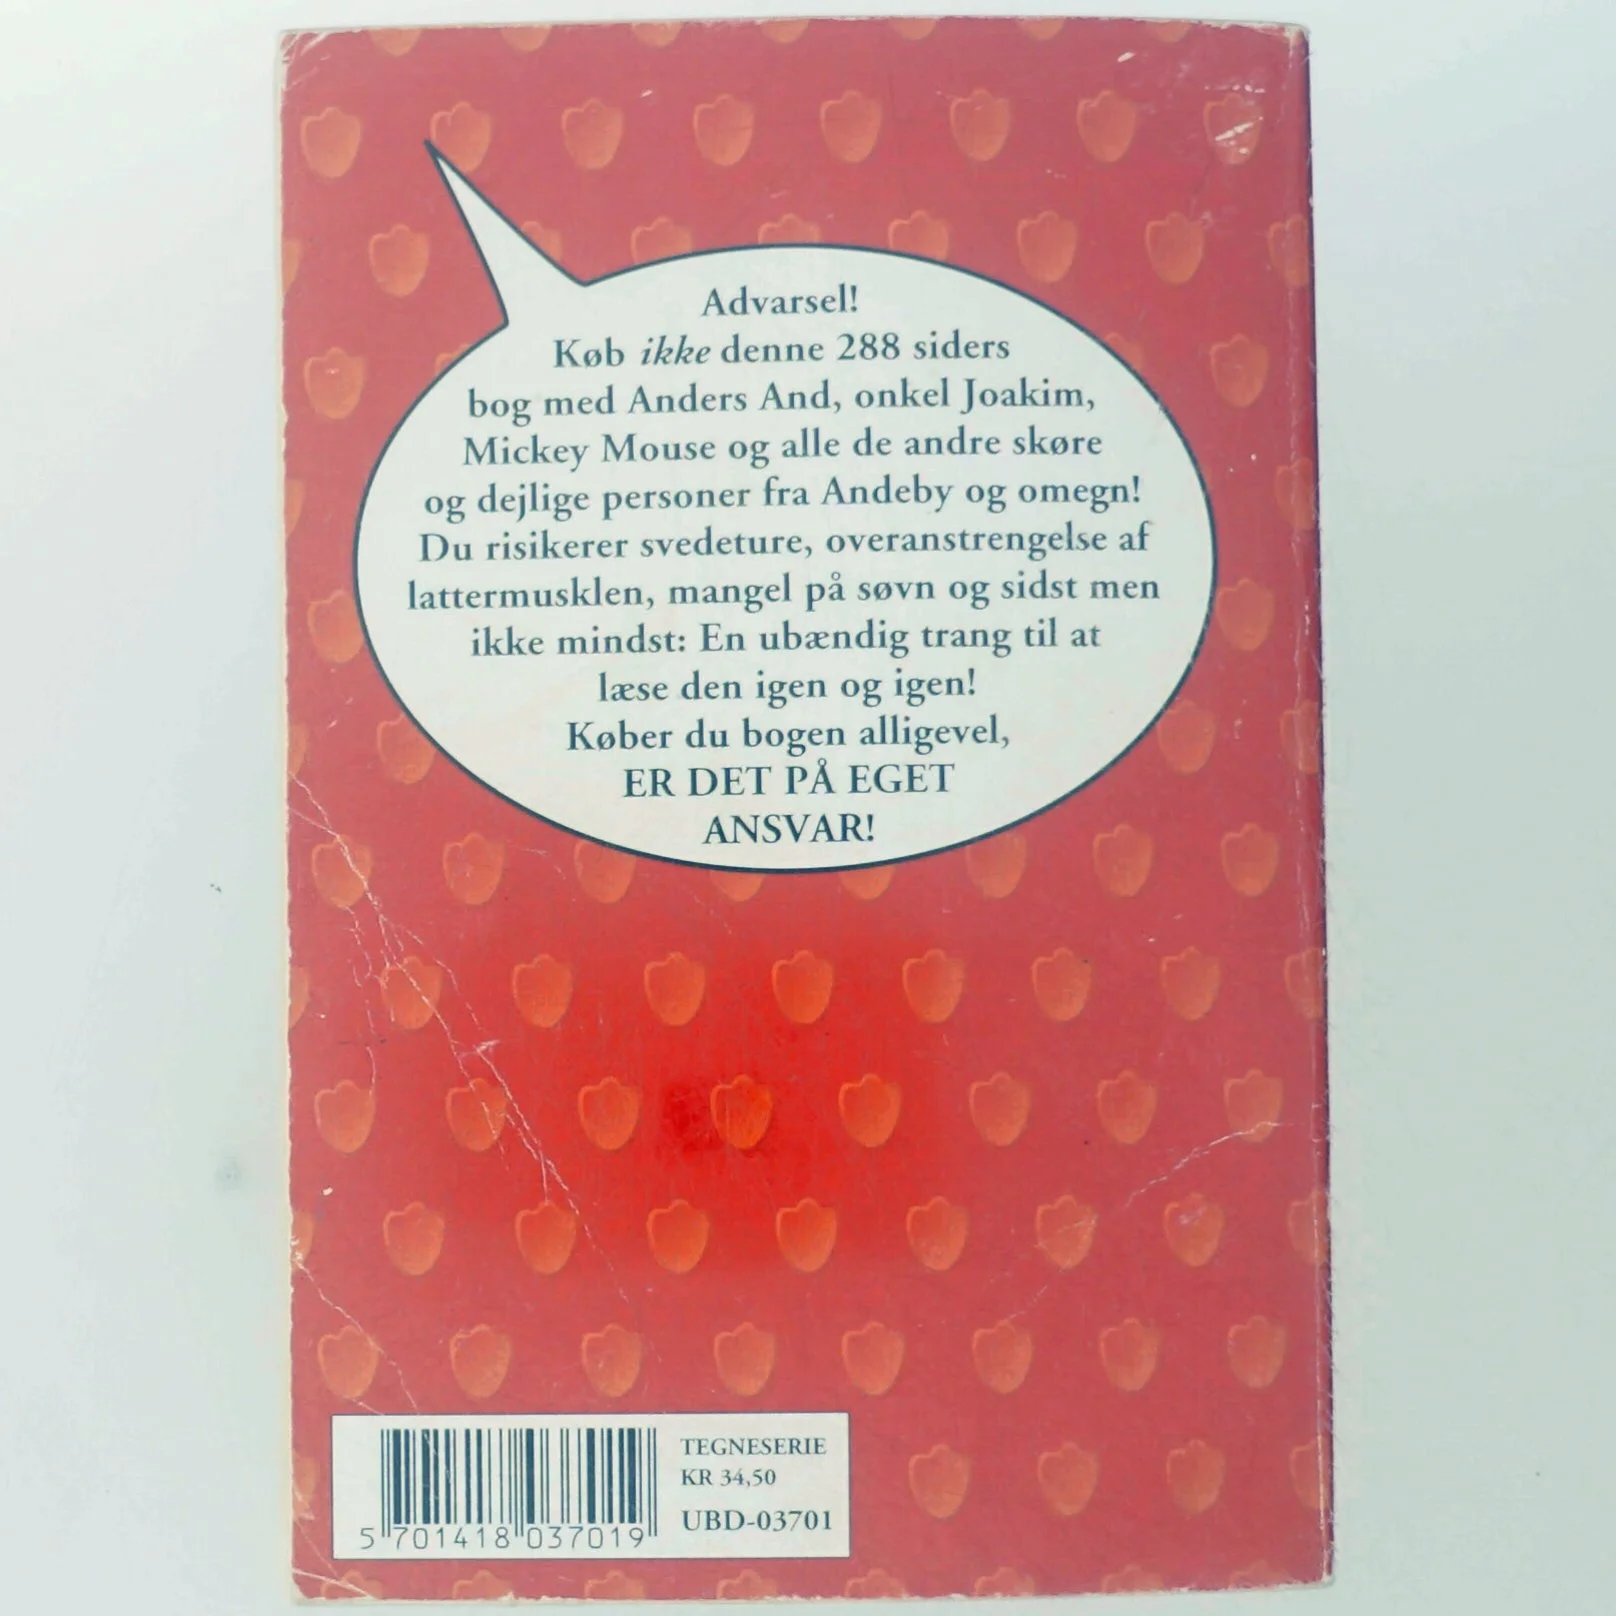 Advarsel!
Køb ikke denne 288 siders
bog med Anders And, onkel Joakim,
Mickey Mouse og alle de andre skøre
og dejlige personer fra Andeby og omegn!
Du risikerer svedeture, overanstrengelse af
lattermusklen, mangel på søvn og sidst men
ikke mindst: En ubændig trang til at
læse den igen og igen!
Køber du bogen alligevel,
ER DET PÅ EGET
ANSVAR!
TEGNESERIE
KR 34,50
UBD-03701
5 701418 037019